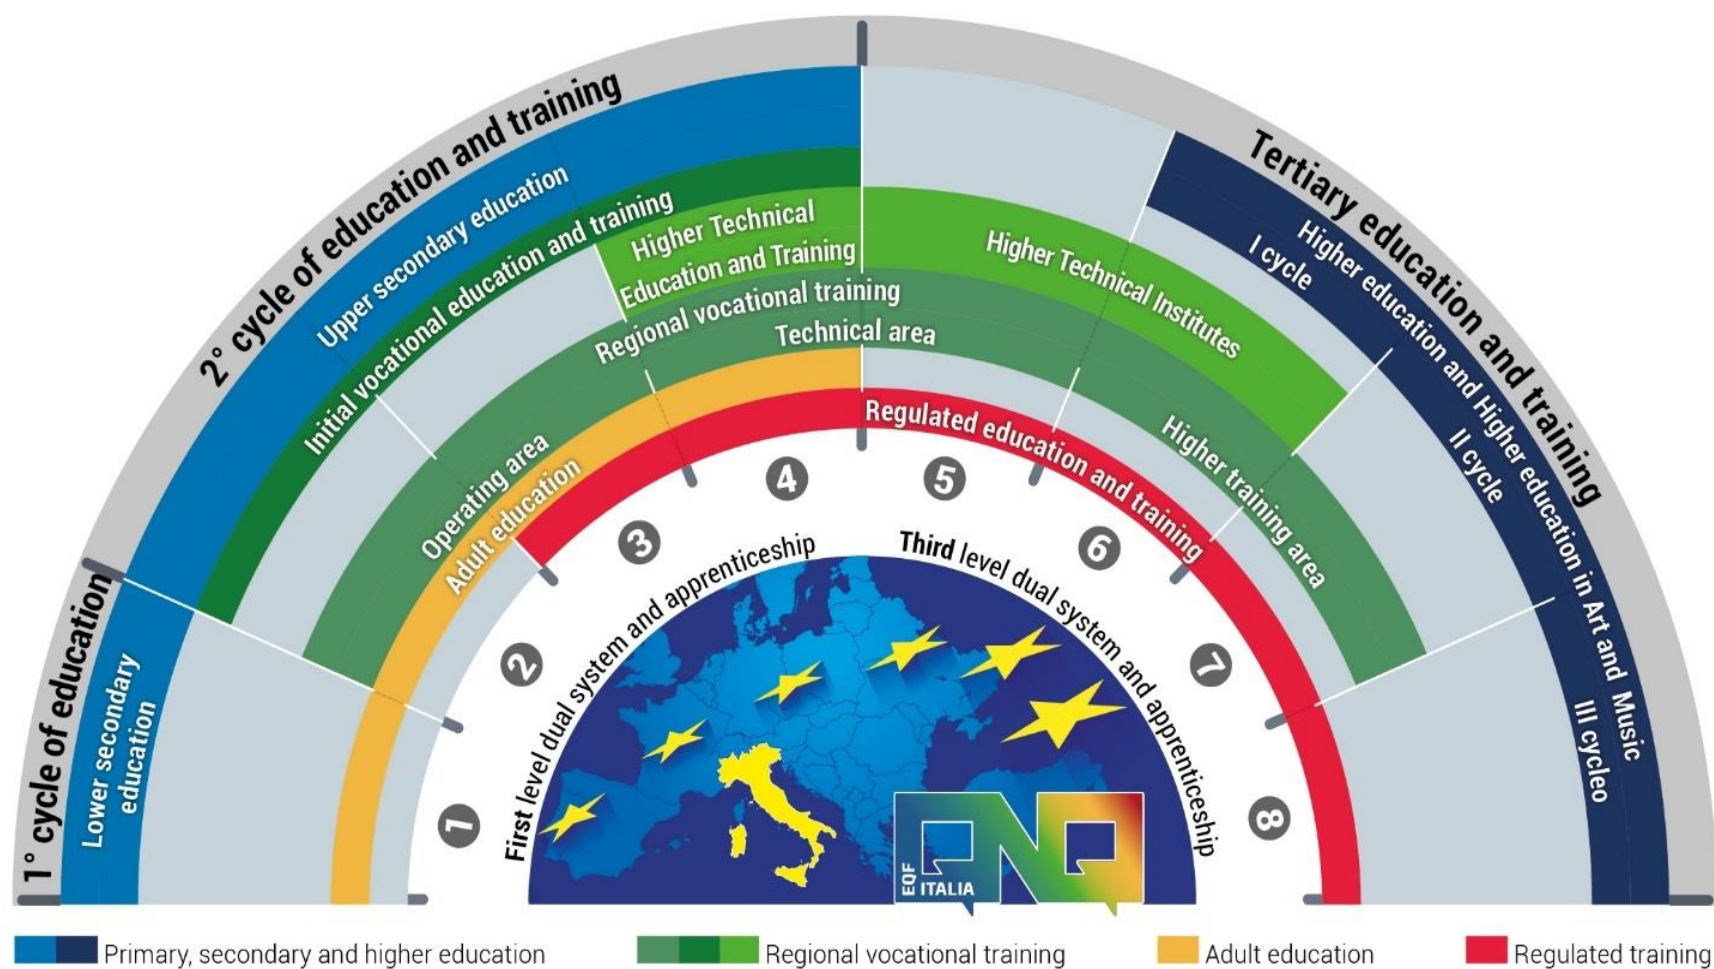 1° cycle of education
2° cycle of education and training
Tertiary education and training
Lower secondary
education
Upper secondary education
Initial vocational education and training
Higher Technical
Education and Training
Higher Technical Institutes
Higher education and Higher education in Art and Music
I cycle
II cycle
III cycleo
Regional vocational training
Technical area
Operating area
Higher training area
Adult education
Regulated education and training
1
2
3
4
5
6
7
8
First level dual system and apprenticeship
Third level dual system and apprenticeship
EQF
ITALIA
QNQ
Primary, secondary and higher education
Regional vocational training
Adult education
Regulated training